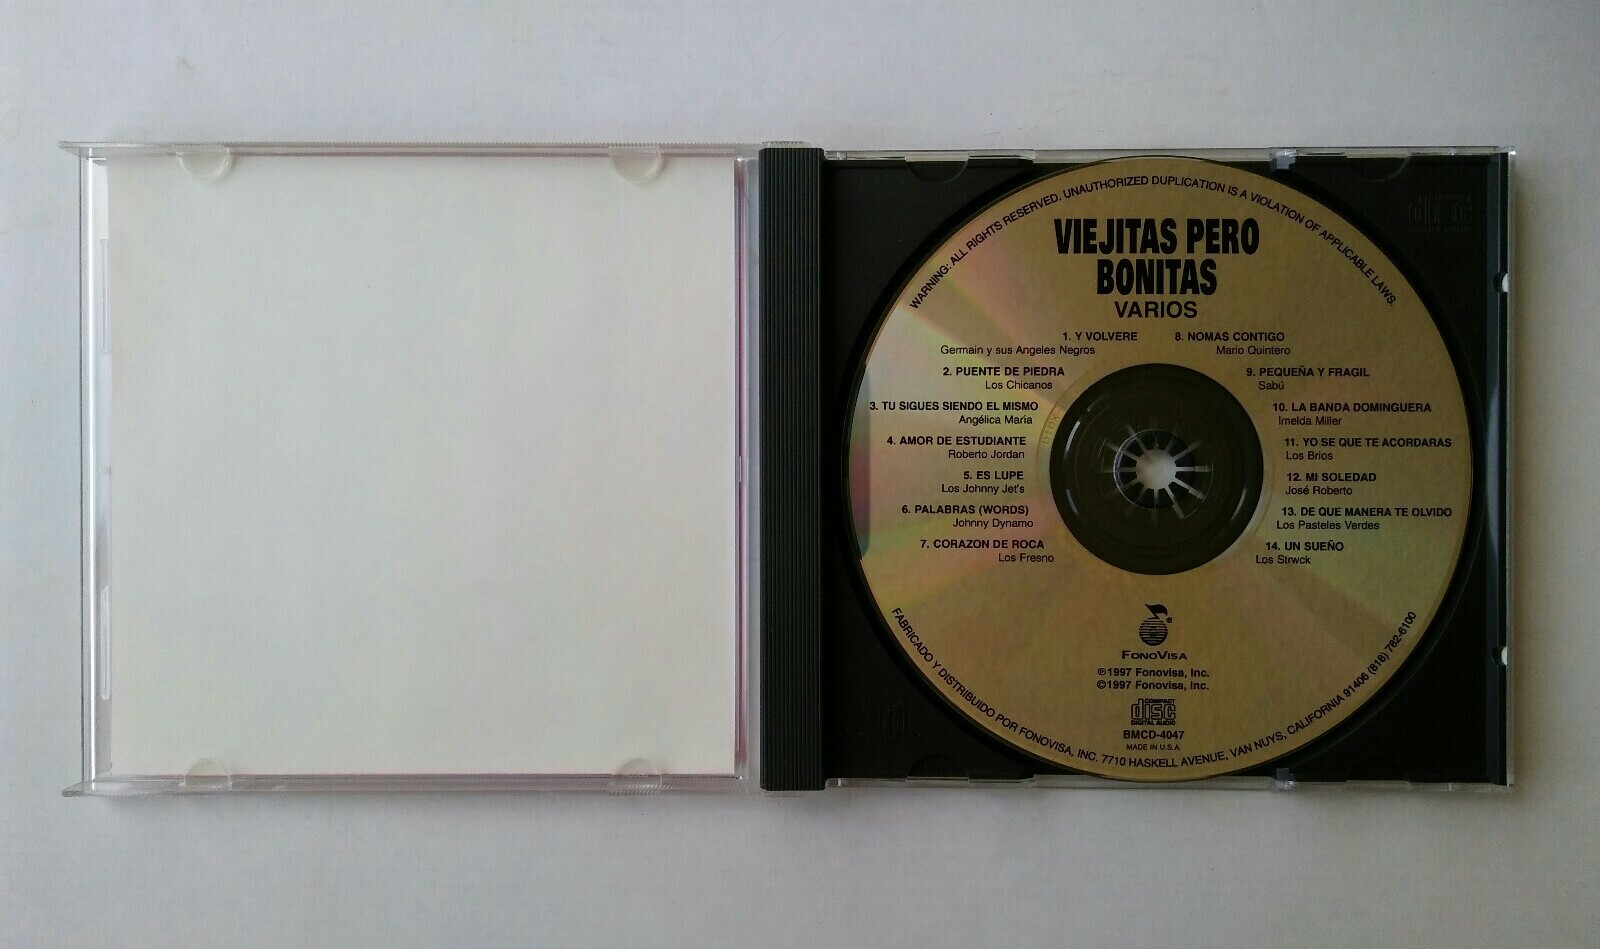 WARNING: ALL RIGHTS RESERVED. UNAUTHORIZED DUPLICATION IS A VIOLATION OF APPLICABLE LAWS.
VIEJITAS PERO
BONITAS
VARIOS
1. Y VOLVERE
Germain y sus Angeles Negros
2. PUENTE DE PIEDRA
Los Chicanos
3. TU SIGUES SIENDO EL MISMO
Angélica María
4. AMOR DE ESTUDIANTE
Roberto Jordan
5. ES LUPE
Los Johnny Jet's
6. PALABRAS (WORDS)
Johnny Dynamo
7. CORAZON DE ROCA
Los Fresno
8. NOMAS CONTIGO
Mario Quintero
9. PEQUEÑA Y FRAGIL
Sabú
10. LA BANDA DOMINGUERA
Imelda Miller
11. YO SE QUE TE ACORDARAS
Los Brios
12. MI SOLEDAD
José Roberto
13. DE QUE MANERA TE OLVIDO
Los Pasteles Verdes
14. UN SUEÑO
Los Strwck
®
FONOVISA
℗1997 Fonovisa, Inc.
©1997 Fonovisa, Inc.
COMPACT
disc
DIGITAL AUDIO
BMCD-4047
MADE IN U.S.A.
FABRICADO Y DISTRIBUIDO POR FONOVISA, INC. 7710 HASKELL AVENUE, VAN NUYS, CALIFORNIA 91406 (818) 782-6100